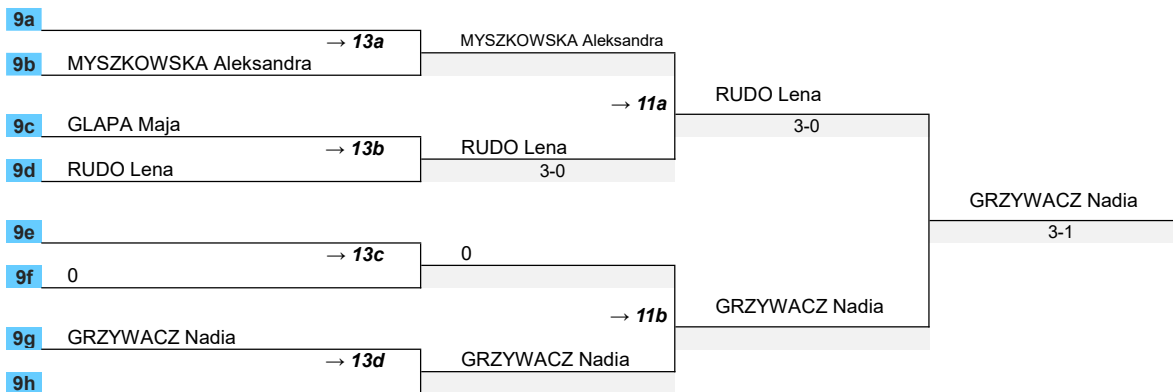 9a
→ 13a
MYSZKOWSKA Aleksandra
9b MYSZKOWSKA Aleksandra
→ 11a
RUDO Lena
9c GLAPA Maja
3-0
→ 13b
RUDO Lena
9d RUDO Lena
3-0
GRZYWACZ Nadia
9e
3-1
→ 13c
0
9f 0
→ 11b
GRZYWACZ Nadia
9g GRZYWACZ Nadia
→ 13d
GRZYWACZ Nadia
9h